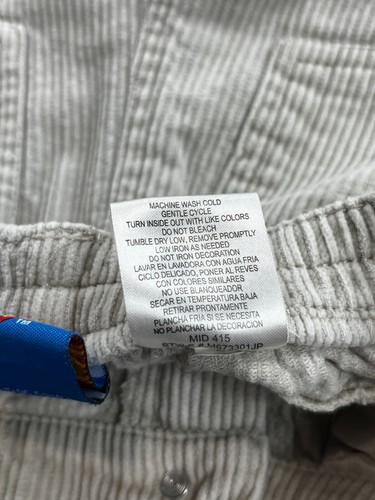 MACHINE WASH COLD
GENTLE CYCLE
TURN INSIDE OUT WITH LIKE COLORS
DO NOT BLEACH
TUMBLE DRY LOW, REMOVE PROMPTLY
LOW IRON AS NEEDED
DO NOT IRON DECORATION
LAVAR EN LAVADORA CON AGUA FRIA
CICLO DELICADO, PONER AL REVES
CON COLORES SIMILARES
NO USE BLANQUEADOR
SECAR EN TEMPERATURA BAJA
RETIRAR PRONTAMENTE
PLANCHA FRIA SI SE NECESITA
NO PLANCHAR LA DECORACION
MID 415